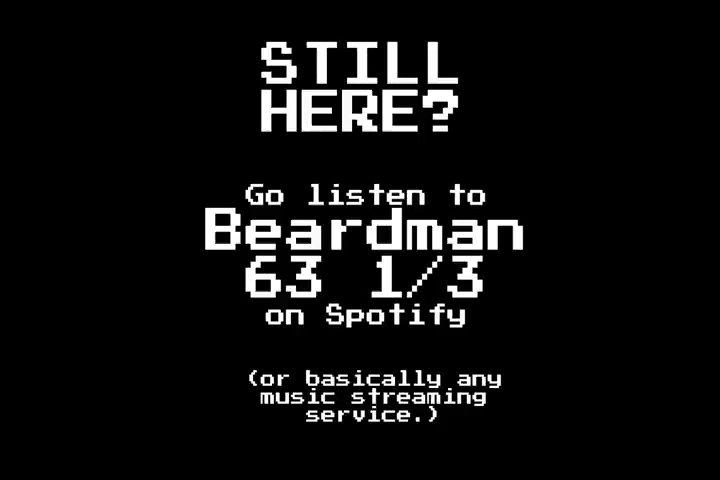 STILL
HERE?
Go listen to
Beardman
63 1/3
on Spotify
(or basically any
music streaming
service.)